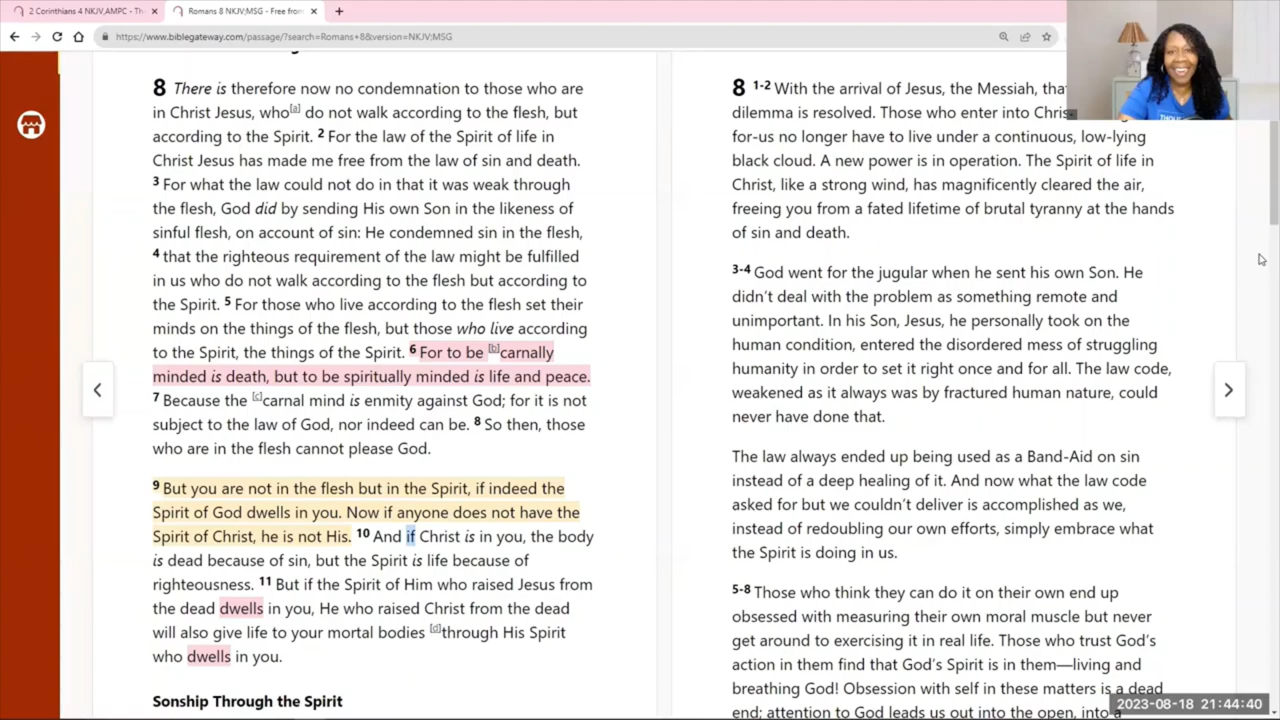 2 Corinthians 4 NKJV,AMPC - Th
Romans 8 NKJV;MSG - Free from
https://www.biblegateway.com/passage/?search=Romans+8&version=NKJV;MSG
8 There is therefore now no condemnation to those who are
in Christ Jesus, who[a] do not walk according to the flesh, but
according to the Spirit. 2 For the law of the Spirit of life in
Christ Jesus has made me free from the law of sin and death.
3 For what the law could not do in that it was weak through
the flesh, God did by sending His own Son in the likeness of
sinful flesh, on account of sin: He condemned sin in the flesh,
4 that the righteous requirement of the law might be fulfilled
in us who do not walk according to the flesh but according to
the Spirit. 5 For those who live according to the flesh set their
minds on the things of the flesh, but those who live according
to the Spirit, the things of the Spirit. 6 For to be [b]carnally
minded is death, but to be spiritually minded is life and peace.
7 Because the [c]carnal mind is enmity against God; for it is not
subject to the law of God, nor indeed can be. 8 So then, those
who are in the flesh cannot please God.
9 But you are not in the flesh but in the Spirit, if indeed the
Spirit of God dwells in you. Now if anyone does not have the
Spirit of Christ, he is not His. 10 And if Christ is in you, the body
is dead because of sin, but the Spirit is life because of
righteousness. 11 But if the Spirit of Him who raised Jesus from
the dead dwells in you, He who raised Christ from the dead
will also give life to your mortal bodies [d]through His Spirit
who dwells in you.
Sonship Through the Spirit
8 1-2 With the arrival of Jesus, the Messiah, tha
dilemma is resolved. Those who enter into Chris
for-us no longer have to live under a continuous, low-lying
black cloud. A new power is in operation. The Spirit of life in
Christ, like a strong wind, has magnificently cleared the air,
freeing you from a fated lifetime of brutal tyranny at the hands
of sin and death.
3-4 God went for the jugular when he sent his own Son. He
didn’t deal with the problem as something remote and
unimportant. In his Son, Jesus, he personally took on the
human condition, entered the disordered mess of struggling
humanity in order to set it right once and for all. The law code,
weakened as it always was by fractured human nature, could
never have done that.
The law always ended up being used as a Band-Aid on sin
instead of a deep healing of it. And now what the law code
asked for but we couldn’t deliver is accomplished as we,
instead of redoubling our own efforts, simply embrace what
the Spirit is doing in us.
5-8 Those who think they can do it on their own end up
obsessed with measuring their own moral muscle but never
get around to exercising it in real life. Those who trust God’s
action in them find that God’s Spirit is in them—living and
breathing God! Obsession with self in these matters is a dead
end; attention to God leads us out into the open, into a
2023-08-18 21:44:40